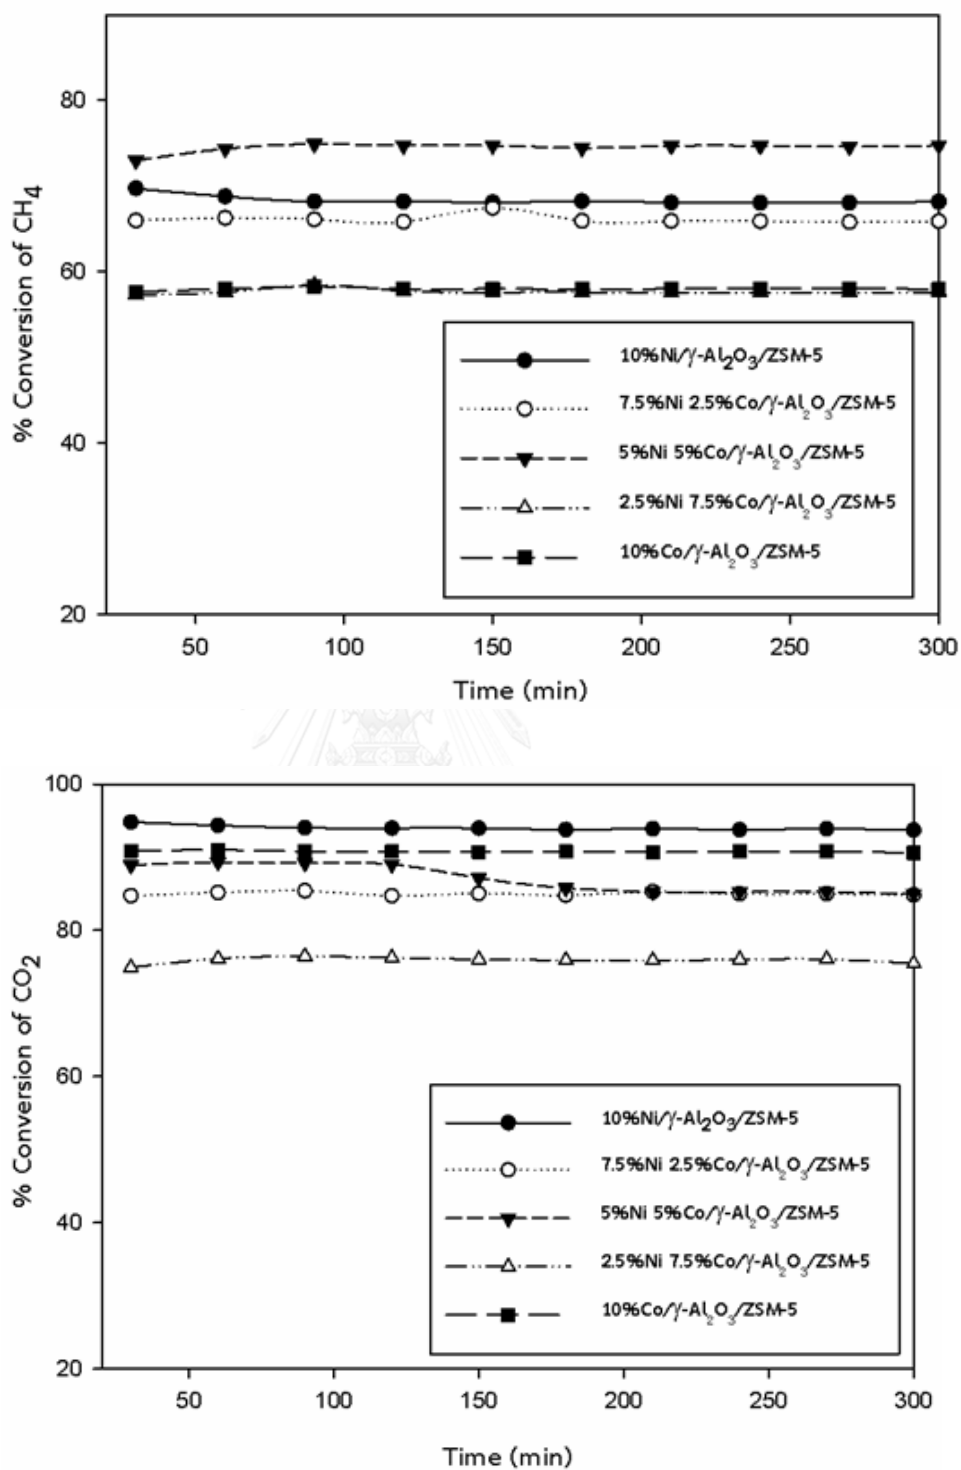 80
60
40
20
% Conversion of CH4
10%Ni/γ-Al2O3/ZSM-5
7.5%Ni 2.5%Co/γ-Al2O3/ZSM-5
5%Ni 5%Co/γ-Al2O3/ZSM-5
2.5%Ni 7.5%Co/γ-Al2O3/ZSM-5
10%Co/γ-Al2O3/ZSM-5
50 100 150 200 250 300
Time (min)
100
80
60
40
20
% Conversion of CO2
10%Ni/γ-Al2O3/ZSM-5
7.5%Ni 2.5%Co/γ-Al2O3/ZSM-5
5%Ni 5%Co/γ-Al2O3/ZSM-5
2.5%Ni 7.5%Co/γ-Al2O3/ZSM-5
10%Co/γ-Al2O3/ZSM-5
50 100 150 200 250 300
Time (min)